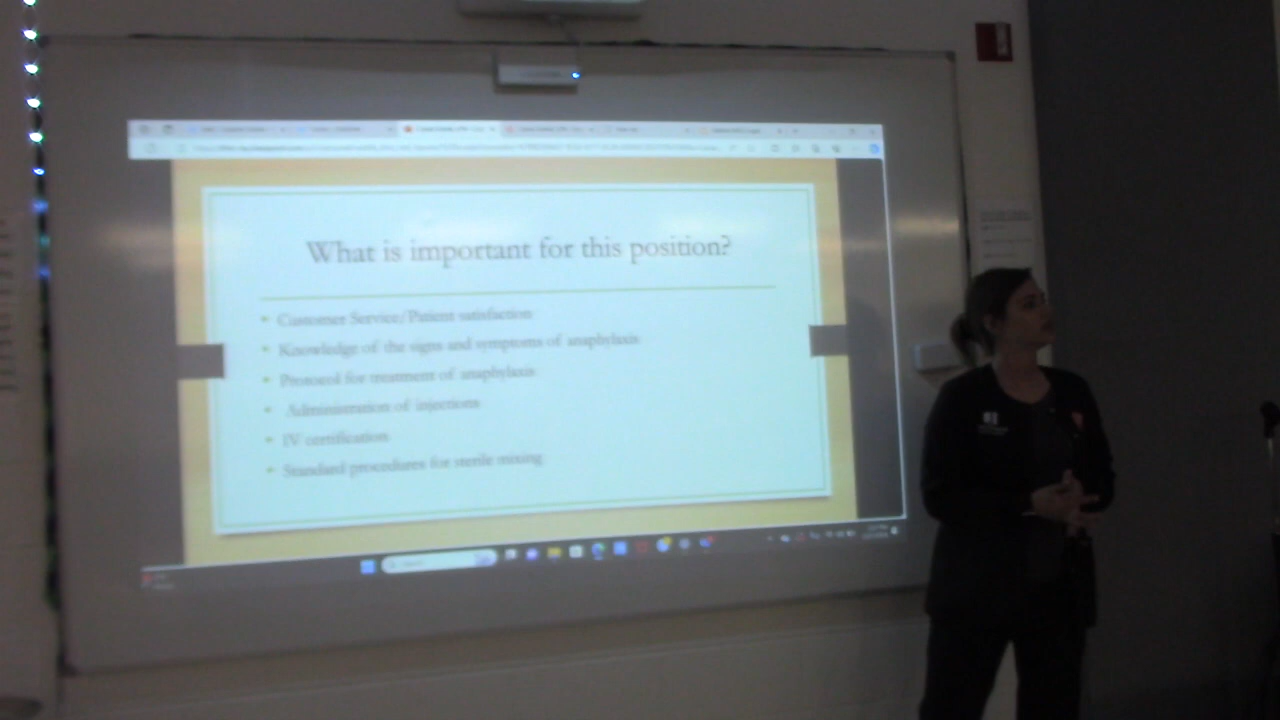 What is important for this position?
Customer Service/Patient satisfaction
Knowledge of the signs and symptoms of anaphylaxis
Protocol for treatment of anaphylaxis
Administration of injections
IV certification
Standard procedures for sterile mixing